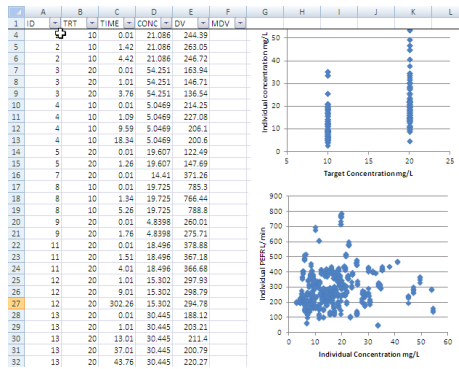 A B C D E F G H I J K L
1 ID TRT TIME CONC DV MDV
4 10 0.01 21.086 244.39
5 2 10 1.42 21.086 263.05
6 2 10 4.42 21.086 246.72
7 3 20 0.01 54.251 163.94
8 3 20 1.01 54.251 146.71
9 3 20 3.76 54.251 136.54
10 4 10 0.01 5.0469 214.25
11 4 10 1.09 5.0469 227.08
12 4 10 9.59 5.0469 206.1
13 4 10 18.34 5.0469 200.6
14 5 20 0.01 19.607 122.49
15 5 20 1.26 19.607 147.69
16 7 20 0.01 14.41 371.26
17 8 10 0.01 19.725 785.3
18 8 10 1.34 19.725 766.44
19 8 10 5.26 19.725 788.8
20 9 20 0.01 4.8398 260.01
21 9 20 1.76 4.8398 275.71
22 11 20 0.01 18.496 378.88
23 11 20 1.51 18.496 367.18
24 11 20 4.01 18.496 366.68
25 12 20 1.01 15.302 297.99
26 12 20 9.01 15.302 298.79
27 12 20 302.26 15.302 294.78
28 13 20 0.01 30.445 188.12
29 13 20 1.01 30.445 203.21
30 13 20 13.01 30.445 211.4
31 13 20 37.01 30.445 200.79
32 13 20 43.76 30.445 220.27
Individual concentration mg/L
50
40
30
20
10
0
5 10 15 20 25
Target Concentration mg/L
Individual PEFR L/min
900
800
700
600
500
400
300
200
100
0
0 10 20 30 40 50 60
Individual Concentration mg/L